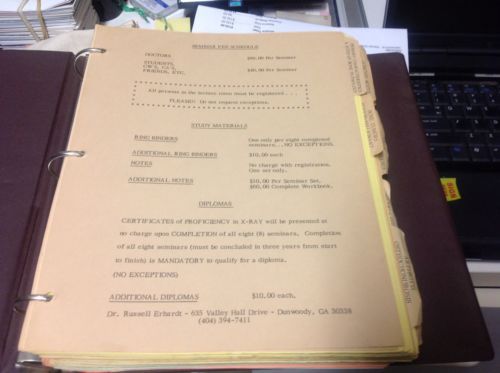 SEMINAR FEE SCHEDULE
DOCTORS $90.00 Per Seminar
STUDENTS,
FRIENDS, ETC. Per Seminar
All persons in the lecture room must be registered . . .
PLEASE! Do not request exceptions.
STUDY MATERIALS
RING BINDERS One only per eight completed
seminars. . .NO EXCEPTIONS.
ADDITIONAL RING BINDERS $10.00 each
NOTES No charge with registration.
One set only.
ADDITIONAL NOTES $10.00 Per Seminar Set.
$60.00 Complete Workbook.
DIPLOMAS
CERTIFICATES of PROFICIENCY in X-RAY will be presented at
no charge upon COMPLETION of all eight (8) seminars. Completion
of all eight seminars (must be concluded in three years from start
to finish) is MANDATORY to qualify for a diploma.
(NO EXCEPTIONS)
ADDITIONAL DIPLOMAS $10.00 each.
Dr. Russell Erhardt - 635 Valley Hall Drive - Dunwoody, GA 30338
(404) 394-7411
SIGN